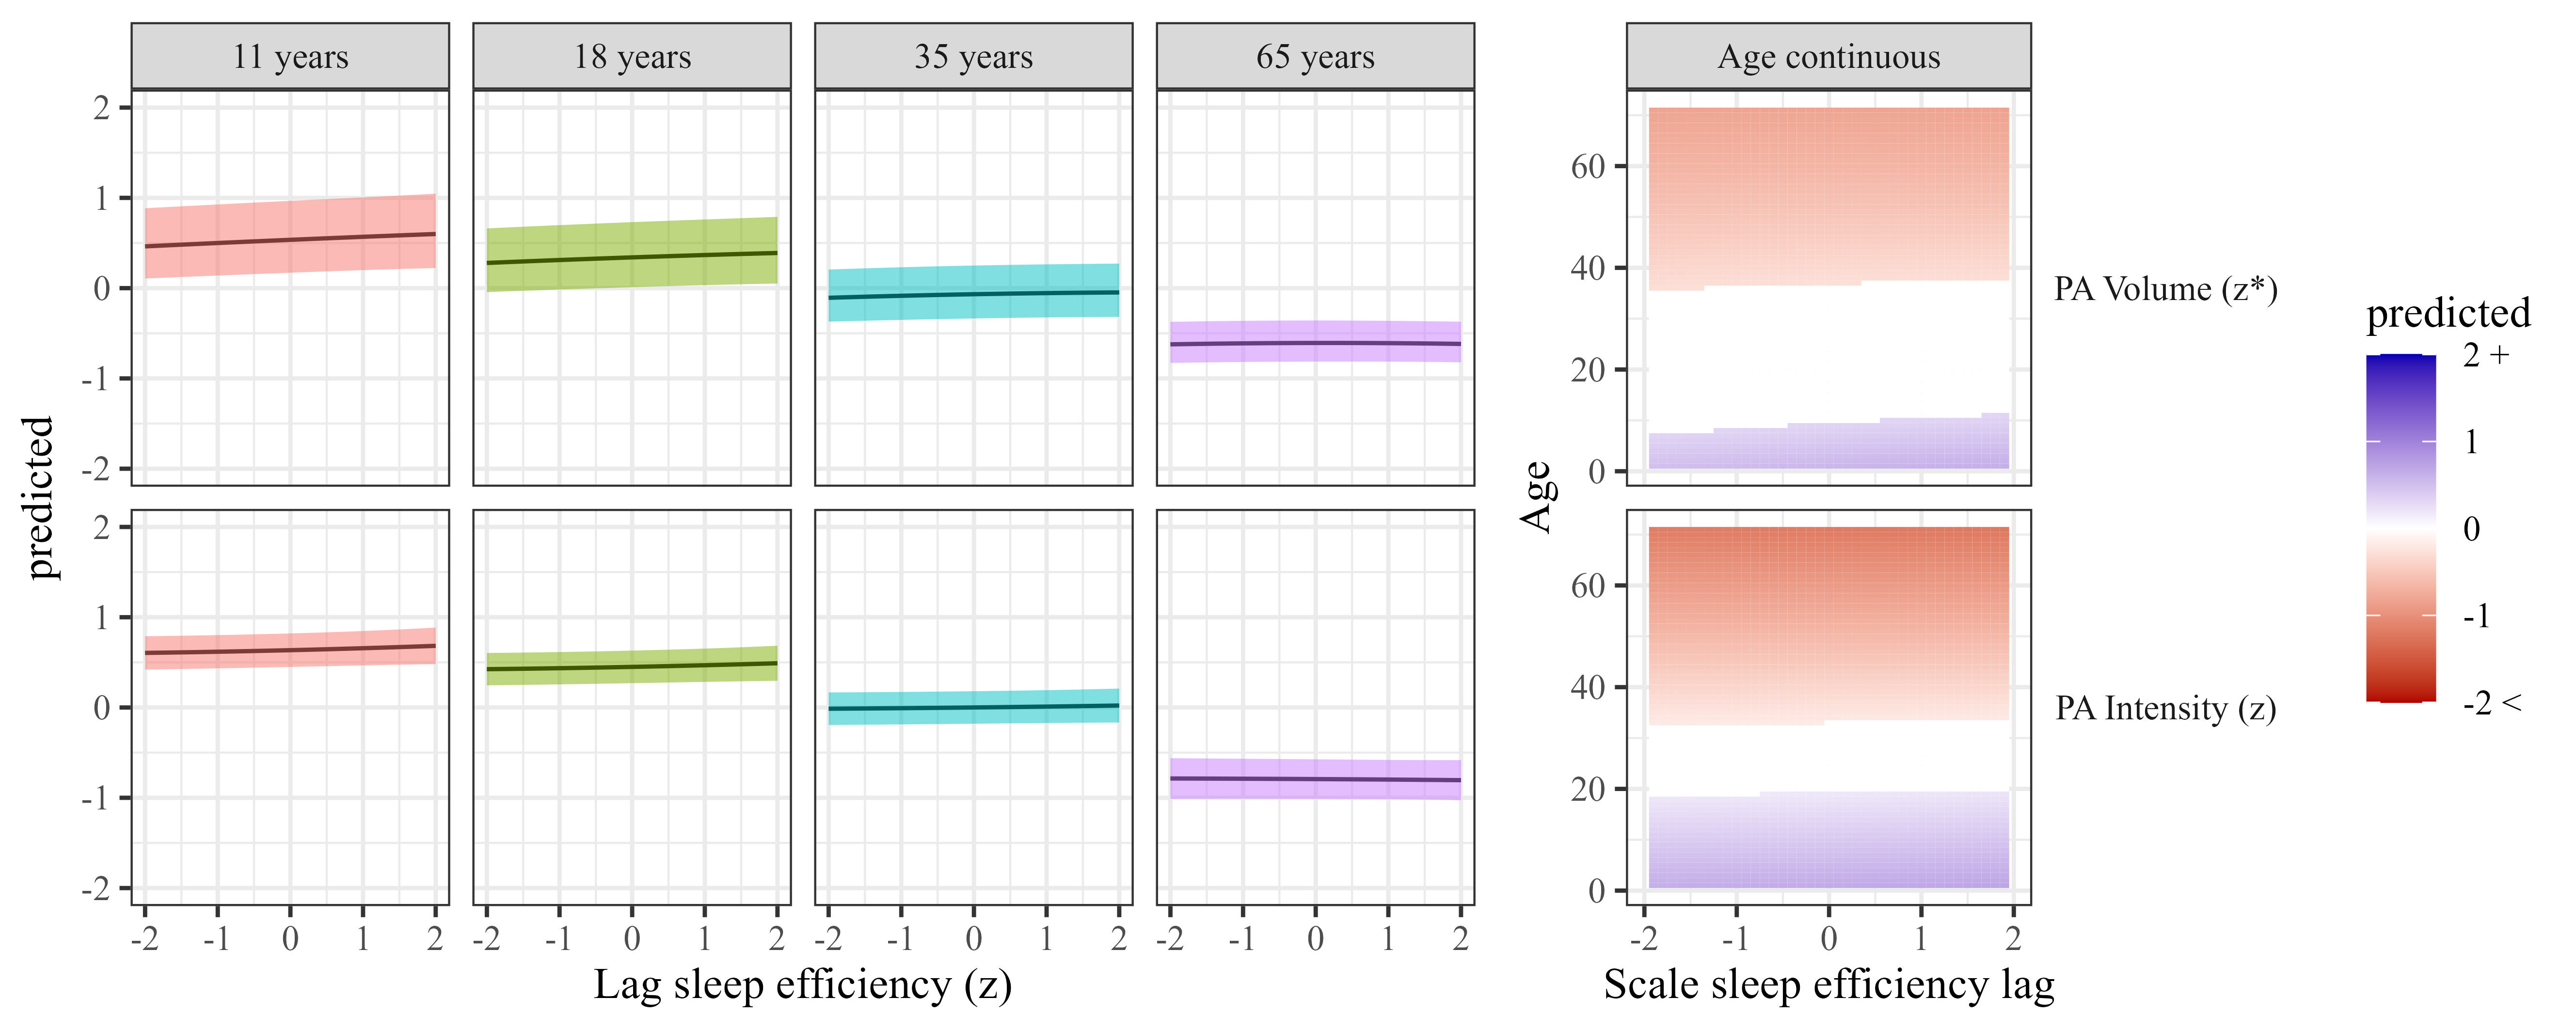 11 years
18 years
35 years
65 years
Age continuous
predicted
2
1
0
-1
-2
2
1
0
-1
-2
-2 -1 0 1 2
-2 -1 0 1 2
-2 -1 0 1 2
-2 -1 0 1 2
Lag sleep efficiency (z)
Age
60
40
20
0
60
40
20
0
-2 -1 0 1 2
Scale sleep efficiency lag
PA Volume (z*)
PA Intensity (z)
predicted
2 +
1
0
-1
-2 <